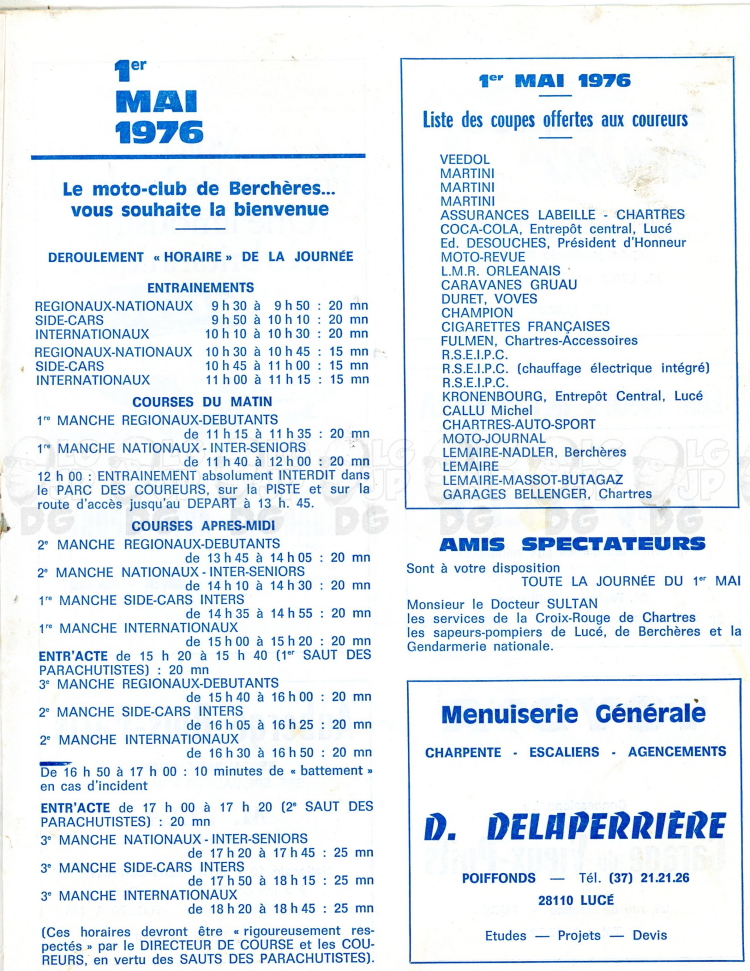 1er
MAI
1976
Le moto-club de Berchères...
vous souhaite la bienvenue
DEROULEMENT « HORAIRE » DE LA JOURNÉE
ENTRAINEMENTS
REGIONAUX-NATIONAUX 9 h 30 à 9 h 50 : 20 mn
SIDE-CARS 9 h 50 à 10 h 10 : 20 mn
INTERNATIONAUX 10 h 10 à 10 h 30 : 20 mn
REGIONAUX-NATIONAUX 10 h 30 à 10 h 45 : 15 mn
SIDE-CARS 10 h 45 à 11 h 00 : 15 mn
INTERNATIONAUX 11 h 00 à 11 h 15 : 15 mn
COURSES DU MATIN
1re MANCHE REGIONAUX-DEBUTANTS
de 11 h 15 à 11 h 35 : 20 mn
1re MANCHE NATIONAUX - INTER-SENIORS
de 11 h 40 à 12 h 00 : 20 mn
12 h 00 : ENTRAINEMENT absolument INTERDIT dans
le PARC DES COUREURS, sur la PISTE et sur la
route d'accès jusqu'au DEPART à 13 h. 45.
COURSES APRES-MIDI
2e MANCHE REGIONAUX-DEBUTANTS
de 13 h 45 à 14 h 05 : 20 mn
2e MANCHE NATIONAUX - INTER-SENIORS
de 14 h 10 à 14 h 30 : 20 mn
1re MANCHE SIDE-CARS INTERS
de 14 h 35 à 14 h 55 : 20 mn
1re MANCHE INTERNATIONAUX
de 15 h 00 à 15 h 20 : 20 mn
ENTR'ACTE de 15 h 20 à 15 h 40 (1er SAUT DES
PARACHUTISTES) : 20 mn
3e MANCHE REGIONAUX-DEBUTANTS
de 15 h 40 à 16 h 00 : 20 mn
2e MANCHE SIDE-CARS INTERS
de 16 h 05 à 16 h 25 : 20 mn
2e MANCHE INTERNATIONAUX
de 16 h 30 à 16 h 50 : 20 mn
De 16 h 50 à 17 h 00 : 10 minutes de « battement »
en cas d'incident
ENTR'ACTE de 17 h 00 à 17 h 20 (2e SAUT DES
PARACHUTISTES) : 20 mn
3e MANCHE NATIONAUX - INTER-SENIORS
de 17 h 20 à 17 h 45 : 25 mn
3e MANCHE SIDE-CARS INTERS
de 17 h 50 à 18 h 15 : 25 mn
3e MANCHE INTERNATIONAUX
de 18 h 20 à 18 h 45 : 25 mn
(Ces horaires devront être « rigoureusement res-
pectés » par le DIRECTEUR DE COURSE et les COU-
REURS, en vertu des SAUTS DES PARACHUTISTES).
1er MAI 1976
Liste des coupes offertes aux coureurs
VEEDOL
MARTINI
MARTINI
MARTINI
ASSURANCES LABEILLE - CHARTRES
COCA-COLA, Entrepôt central, Lucé
Ed. DESOUCHES, Président d'Honneur
MOTO-REVUE
L.M.R. ORLEANAIS
CARAVANES GRUAU
DURET, VOVES
CHAMPION
CIGARETTES FRANÇAISES
FULMEN, Chartres-Accessoires
R.S.E.I.P.C.
R.S.E.I.P.C. (chauffage électrique intégré)
R.S.E.I.P.C.
KRONENBOURG, Entrepôt Central, Lucé
CALLU Michel
CHARTRES-AUTO-SPORT
MOTO-JOURNAL
LEMAIRE-NADLER, Berchères
LEMAIRE
LEMAIRE-MASSOT-BUTAGAZ
GARAGES BELLENGER, Chartres
AMIS SPECTATEURS
Sont à votre disposition
TOUTE LA JOURNÉE DU 1er MAI
Monsieur le Docteur SULTAN
les services de la Croix-Rouge de Chartres
les sapeurs-pompiers de Lucé, de Berchères et la
Gendarmerie nationale.
Menuiserie Générale
CHARPENTE - ESCALIERS - AGENCEMENTS
D. DELAPERRIÈRE
POIFFONDS — Tél. (37) 21.21.26
28110 LUCÉ
Etudes — Projets — Devis